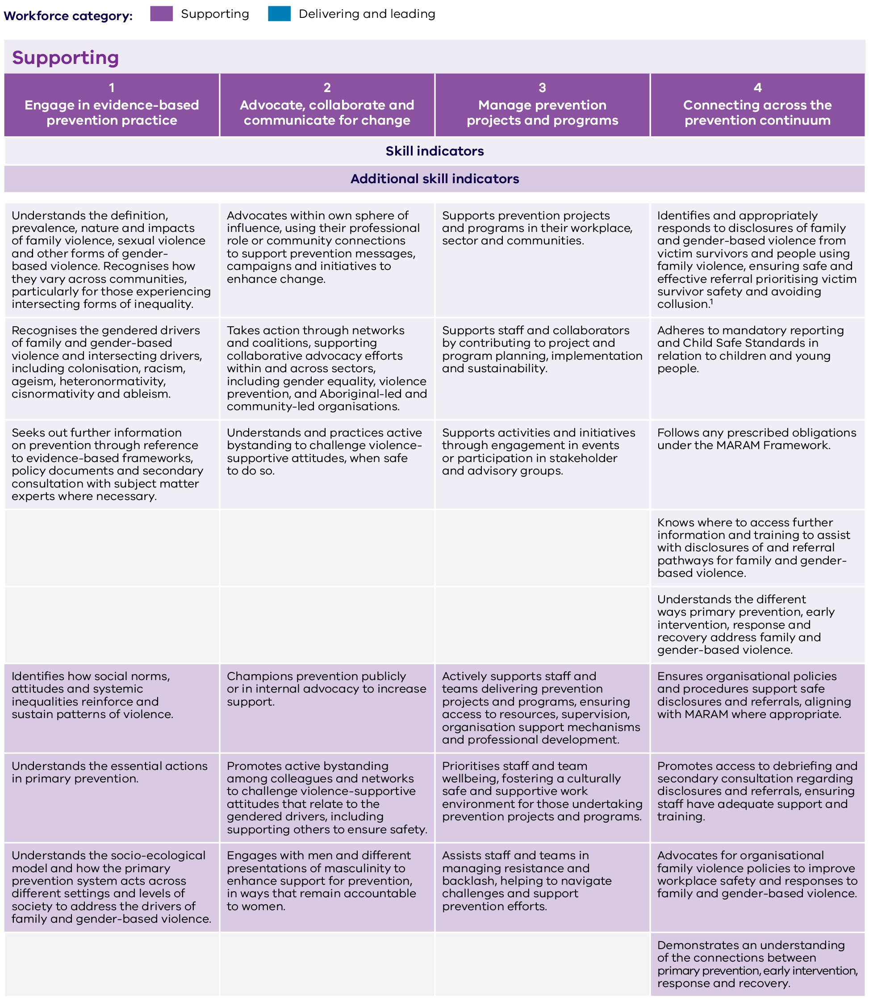 Workforce category: Supporting Delivering and leading
Supporting
1
Engage in evidence-based
prevention practice
2
Advocate, collaborate and
communicate for change
3
Manage prevention
projects and programs
4
Connecting across the
prevention continuum
Skill indicators
Additional skill indicators
Understands the definition,
prevalence, nature and impacts
of family violence, sexual violence
and other forms of gender-
based violence. Recognises how
they vary across communities,
particularly for those experiencing
intersecting forms of inequality.
Advocates within own sphere of
influence, using their professional
role or community connections
to support prevention messages,
campaigns and initiatives to
enhance change.
Supports prevention projects
and programs in their workplace,
sector and communities.
Identifies and appropriately
responds to disclosures of family
and gender-based violence from
victim survivors and people using
family violence, ensuring safe and
effective referral prioritising victim
survivor safety and avoiding
collusion.¹
Recognises the gendered drivers
of family and gender-based
violence and intersecting drivers,
including colonisation, racism,
ageism, heteronormativity,
cisnormativity and ableism.
Takes action through networks
and coalitions, supporting
collaborative advocacy efforts
within and across sectors,
including gender equality, violence
prevention, and Aboriginal-led and
community-led organisations.
Supports staff and collaborators
by contributing to project and
program planning, implementation
and sustainability.
Adheres to mandatory reporting
and Child Safe Standards in
relation to children and young
people.
Seeks out further information
on prevention through reference
to evidence-based frameworks,
policy documents and secondary
consultation with subject matter
experts where necessary.
Understands and practices active
bystanding to challenge violence-
supportive attitudes, when safe
to do so.
Supports activities and initiatives
through engagement in events
or participation in stakeholder
and advisory groups.
Follows any prescribed obligations
under the MARAM Framework.
Knows where to access further
information and training to assist
with disclosures of and referral
pathways for family and gender-
based violence.
Understands the different
ways primary prevention, early
intervention, response and
recovery address family and
gender-based violence.
Identifies how social norms,
attitudes and systemic
inequalities reinforce and
sustain patterns of violence.
Champions prevention publicly
or in internal advocacy to increase
support.
Actively supports staff and
teams delivering prevention
projects and programs, ensuring
access to resources, supervision,
organisation support mechanisms
and professional development.
Ensures organisational policies
and procedures support safe
disclosures and referrals, aligning
with MARAM where appropriate.
Understands the essential actions
in primary prevention.
Promotes active bystanding
among colleagues and networks
to challenge violence-supportive
attitudes that relate to the
gendered drivers, including
supporting others to ensure safety.
Prioritises staff and team
wellbeing, fostering a culturally
safe and supportive work
environment for those undertaking
prevention projects and programs.
Promotes access to debriefing and
secondary consultation regarding
disclosures and referrals, ensuring
staff have adequate support and
training.
Understands the socio-ecological
model and how the primary
prevention system acts across
different settings and levels of
society to address the drivers of
family and gender-based violence.
Engages with men and different
presentations of masculinity to
enhance support for prevention,
in ways that remain accountable
to women.
Assists staff and teams in
managing resistance and
backlash, helping to navigate
challenges and support
prevention efforts.
Advocates for organisational
family violence policies to improve
workplace safety and responses to
family and gender-based violence.
Demonstrates an understanding
of the connections between
primary prevention, early intervention,
response and recovery.